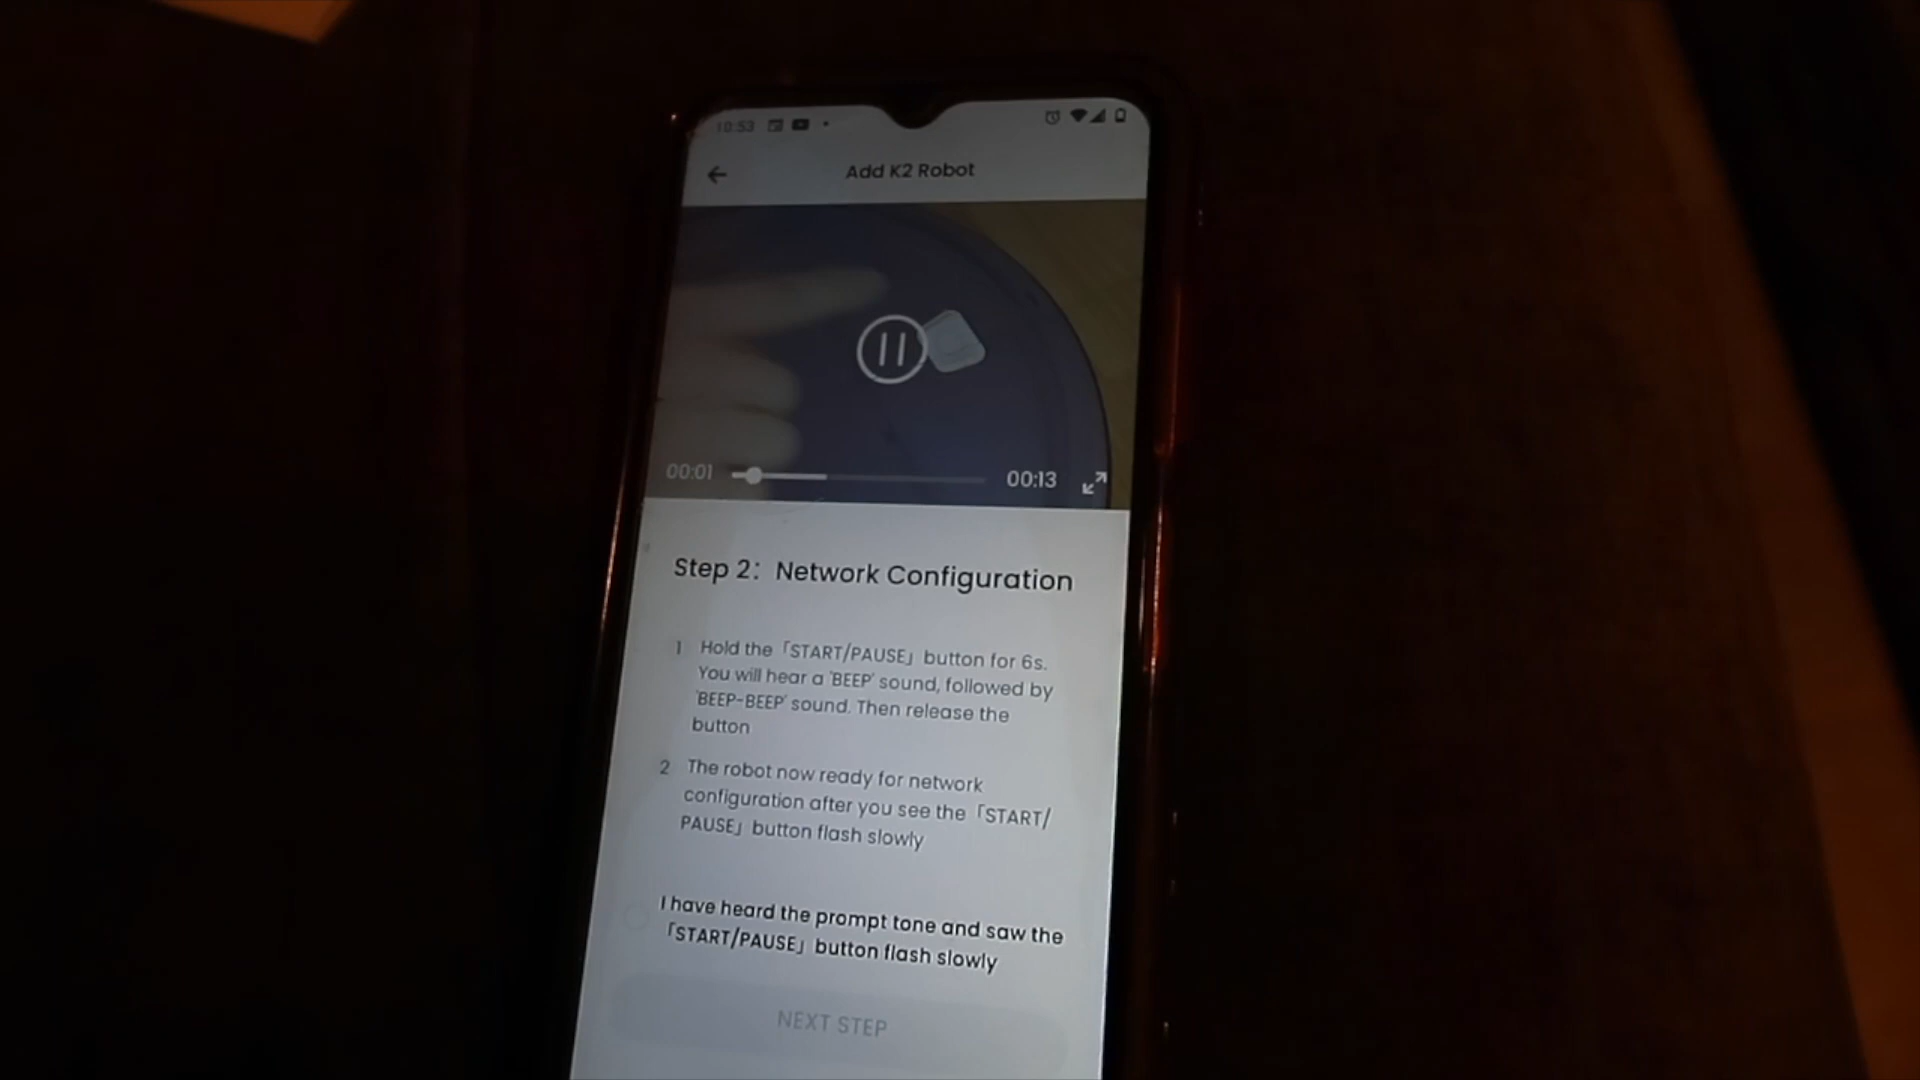 10:53
Add K2 Robot
00:01
00:13
Step 2: Network Configuration
1 Hold the「START/PAUSE」button for 6s.
You will hear a 'BEEP' sound, followed by
'BEEP-BEEP' sound. Then release the
button
2 The robot now ready for network
configuration after you see the「START/
PAUSE」button flash slowly
I have heard the prompt tone and saw the
「START/PAUSE」button flash slowly
NEXT STEP